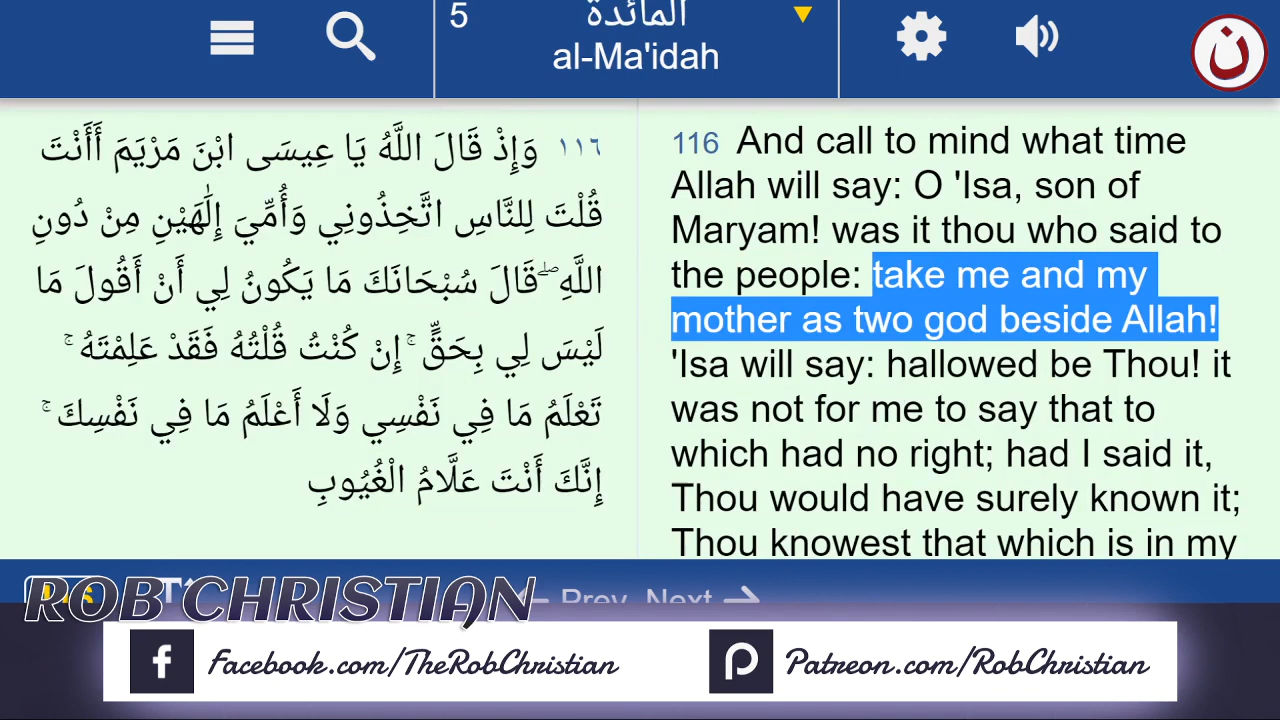 5
المائدة
al-Ma'idah
ن
١١٦ وَإِذْ قَالَ اللَّهُ يَا عِيسَى ابْنَ مَرْيَمَ أَأَنْتَ
قُلْتَ لِلنَّاسِ اتَّخِذُونِي وَأُمِّيَ إِلَٰهَيْنِ مِنْ دُونِ
اللَّهِ ۖ قَالَ سُبْحَانَكَ مَا يَكُونُ لِي أَنْ أَقُولَ مَا
لَيْسَ لِي بِحَقٍّ ۚ إِنْ كُنْتُ قُلْتُهُ فَقَدْ عَلِمْتَهُ ۚ
تَعْلَمُ مَا فِي نَفْسِي وَلَا أَعْلَمُ مَا فِي نَفْسِكَ ۚ
إِنَّكَ أَنْتَ عَلَّامُ الْغُيُوبِ
116 And call to mind what time
Allah will say: O 'Isa, son of
Maryam! was it thou who said to
the people: take me and my
mother as two god beside Allah!
'Isa will say: hallowed be Thou! it
was not for me to say that to
which had no right; had I said it,
Thou would have surely known it;
Thou knowest that which is in my
Prev Next
ROB CHRISTIAN
Facebook.com/TheRobChristian
Patreon.com/RobChristian